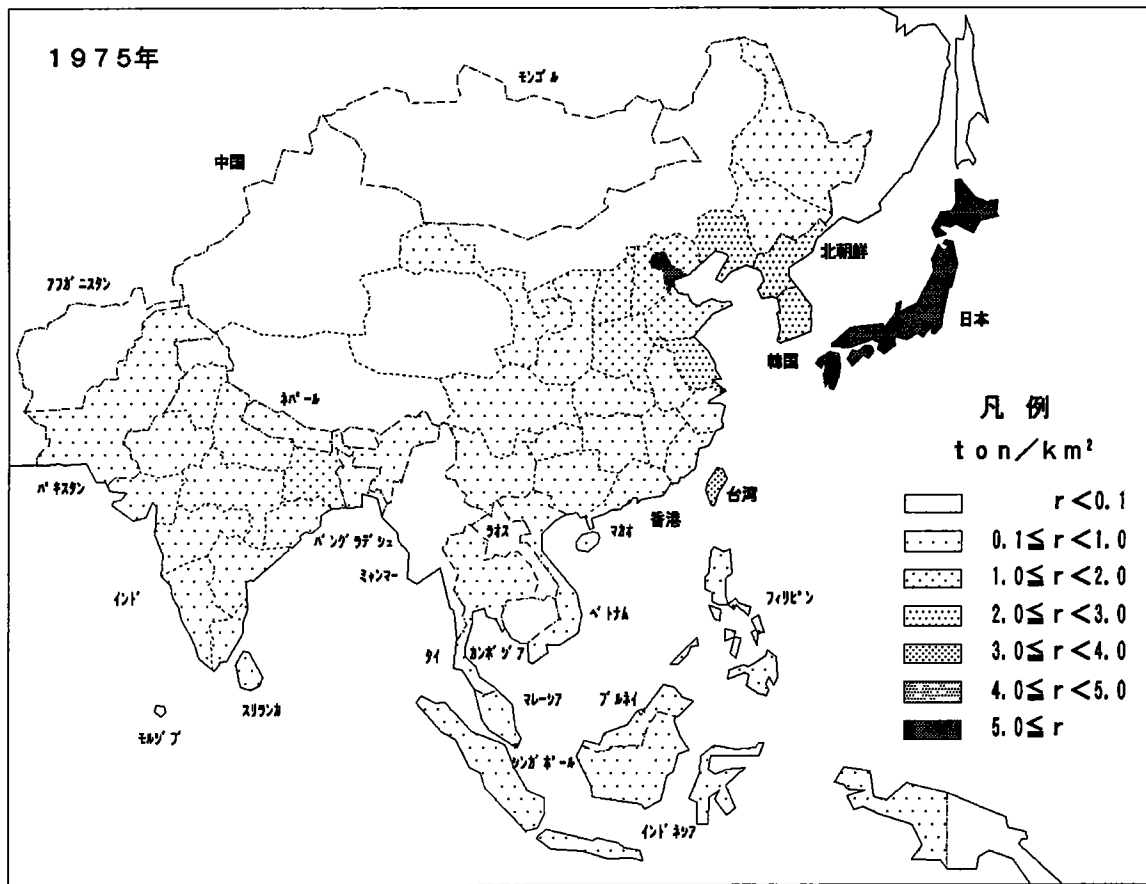 1975年
モンゴル
中国
北朝鮮
アフガニスタン
日本
韓国
ネパール
凡 例
ton/km²
パキスタン
台湾
香港
マカオ
ラオス
バングラデシュ
ミャンマー
インド
フィリピン
ベトナム
タイ
カンボジア
マレーシア
ブルネイ
スリランカ
モルジブ
シンガポール
インドネシア
r<0.1
0.1≦r<1.0
1.0≦r<2.0
2.0≦r<3.0
3.0≦r<4.0
4.0≦r<5.0
5.0≦r